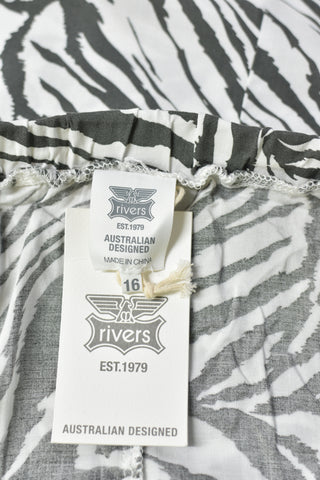 rivers
EST.1979
AUSTRALIAN
DESIGNED
MADE IN CHINA
16
rivers
EST.1979
AUSTRALIAN DESIGNED